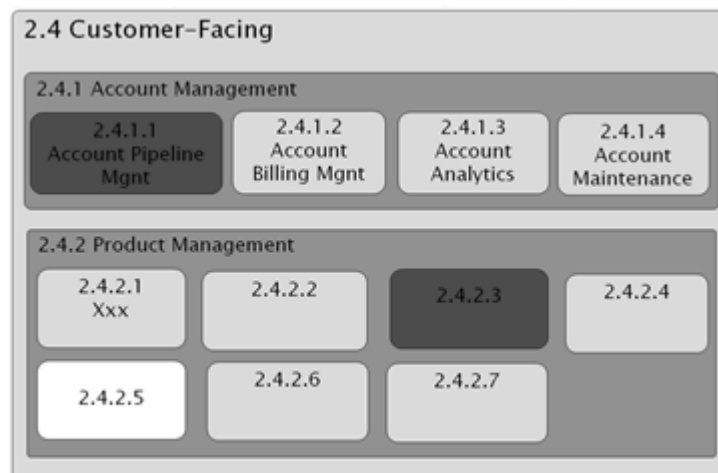 2.4 Customer-Facing
2.4.1 Account Management
2.4.1.1
Account Pipeline
Mgnt
2.4.1.2
Account
Billing Mgnt
2.4.1.3
Account
Analytics
2.4.1.4
Account
Maintenance
2.4.2 Product Management
2.4.2.1
Xxx
2.4.2.2
2.4.2.3
2.4.2.4
2.4.2.5
2.4.2.6
2.4.2.7